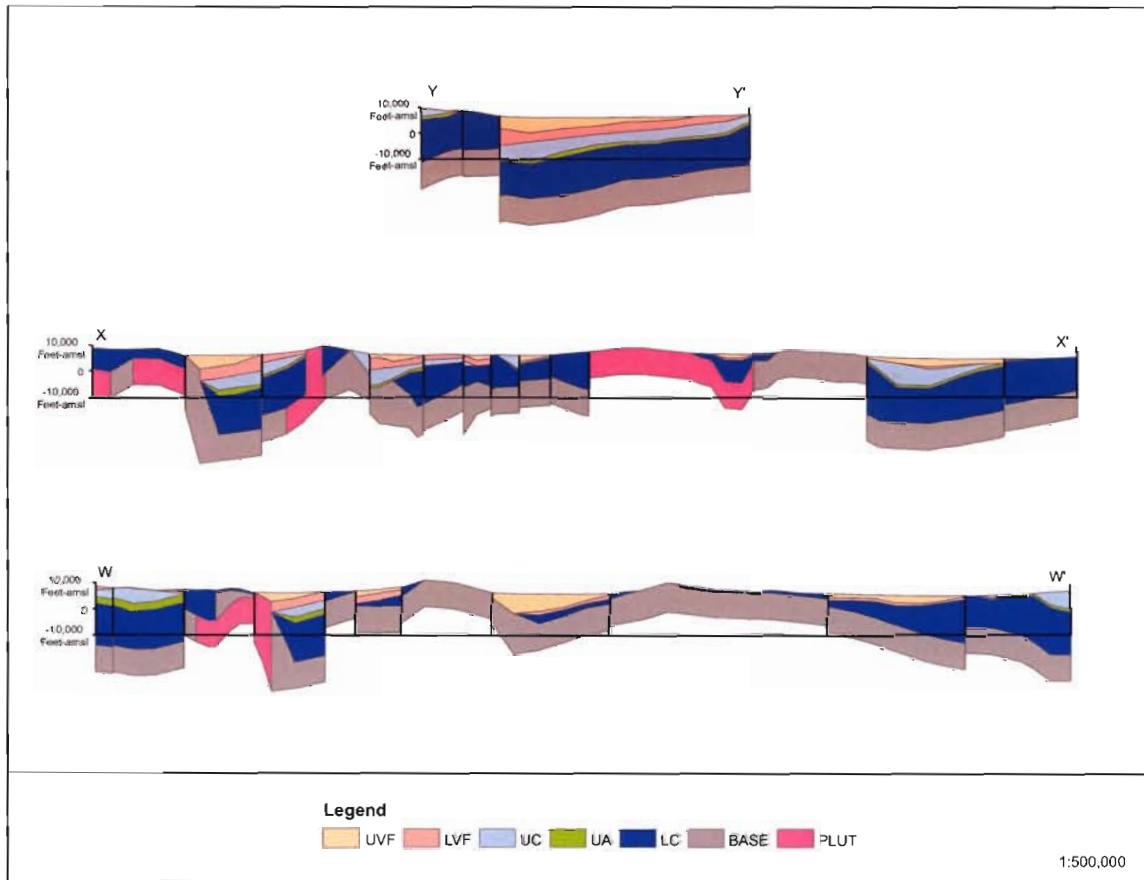 Y Y'
10,000
Feet-amsl
0
-10,000
Feet-amsl
X X'
10,000
Feet-amsl
0
-10,000
Feet-amsl
W W'
10,000
Feet-amsl
0
-10,000
Feet-amsl
Legend
UVF LVF UC UA LC BASE PLUT
1:500,000